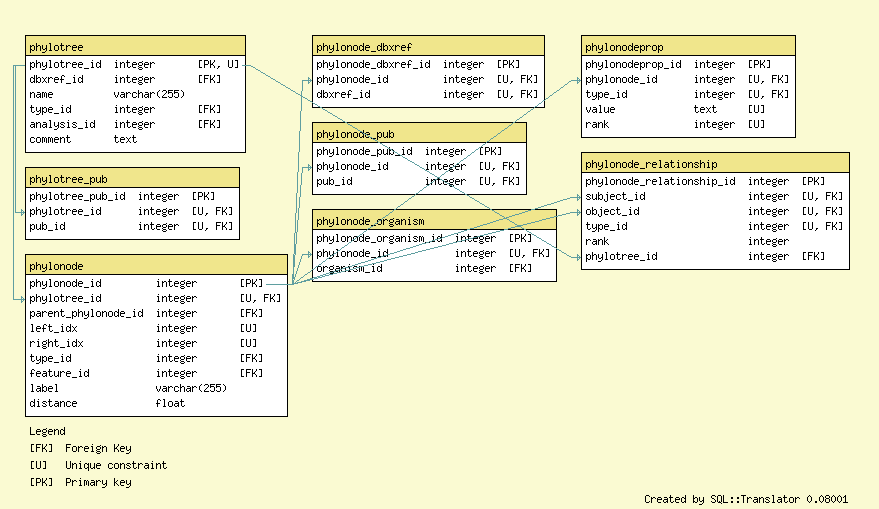 phylotree
phylotree_id integer [PK, U]
dbxref_id integer [FK]
name varchar(255)
type_id integer [FK]
analysis_id integer [FK]
comment text
phylotree_pub
phylotree_pub_id integer [PK]
phylotree_id integer [U, FK]
pub_id integer [U, FK]
phylonode
phylonode_id integer [PK]
phylotree_id integer [U, FK]
parent_phylonode_id integer [FK]
left_idx integer [U]
right_idx integer [U]
type_id integer [FK]
feature_id integer [FK]
label varchar(255)
distance float
phylonode_dbxref
phylonode_dbxref_id integer [PK]
phylonode_id integer [U, FK]
dbxref_id integer [U, FK]
phylonode_pub
phylonode_pub_id integer [PK]
phylonode_id integer [U, FK]
pub_id integer [U, FK]
phylonode_organism
phylonode_organism_id integer [PK]
phylonode_id integer [U, FK]
organism_id integer [FK]
phylonodeprop
phylonodeprop_id integer [PK]
phylonode_id integer [U, FK]
type_id integer [U, FK]
value text [U]
rank integer [U]
phylonode_relationship
phylonode_relationship_id integer [PK]
subject_id integer [U, FK]
object_id integer [U, FK]
type_id integer [U, FK]
rank integer
phylotree_id integer [FK]
Legend
[FK] Foreign Key
[U] Unique constraint
[PK] Primary key
Created by SQL::Translator 0.08001